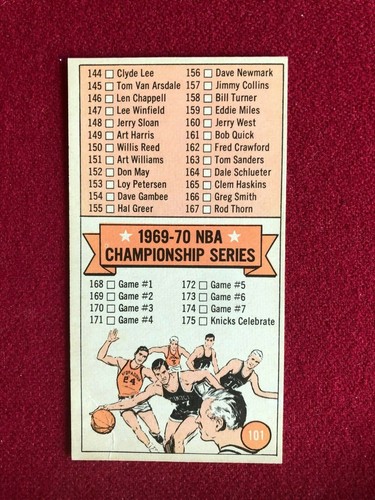 144 Clyde Lee 156 Dave Newmark
145 Tom Van Arsdale 157 Jimmy Collins
146 Len Chappell 158 Bill Turner
147 Lee Winfield 159 Eddie Miles
148 Jerry Sloan 160 Jerry West
149 Art Harris 161 Bob Quick
150 Willis Reed 162 Fred Crawford
151 Art Williams 163 Tom Sanders
152 Don May 164 Dale Schlueter
153 Loy Petersen 165 Clem Haskins
154 Dave Gambee 166 Greg Smith
155 Hal Greer 167 Rod Thorn
1969-70 NBA
CHAMPIONSHIP SERIES
168 Game #1 172 Game #5
169 Game #2 173 Game #6
170 Game #3 174 Game #7
171 Game #4 175 Knicks Celebrate
24
101